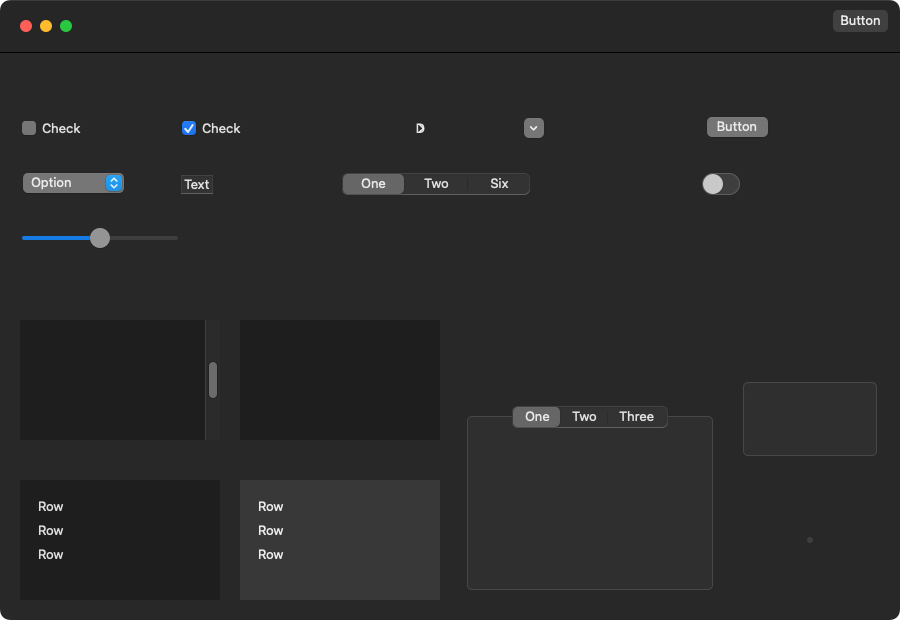 Button
Check
Check
D
Button
Option
Text
One
Two
Six
One
Two
Three
Row
Row
Row
Row
Row
Row